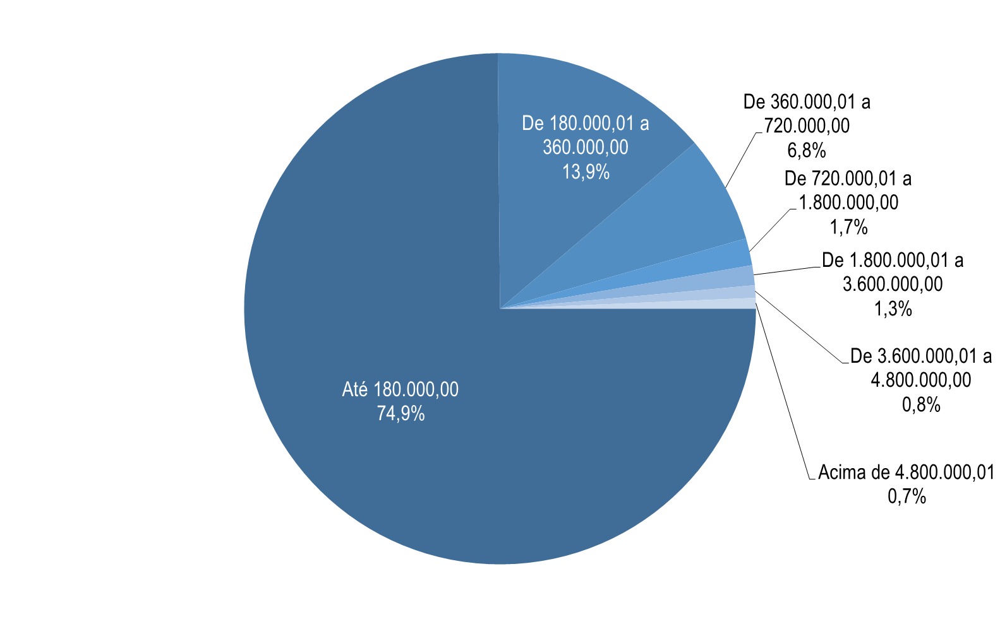 De 180.000,01 a
360.000,00
13,9%
De 360.000,01 a
720.000,00
6,8%
De 720.000,01 a
1.800.000,00
1,7%
De 1.800.000,01 a
3.600.000,00
1,3%
De 3.600.000,01 a
4.800.000,00
0,8%
Acima de 4.800.000,01
0,7%
Até 180.000,00
74,9%